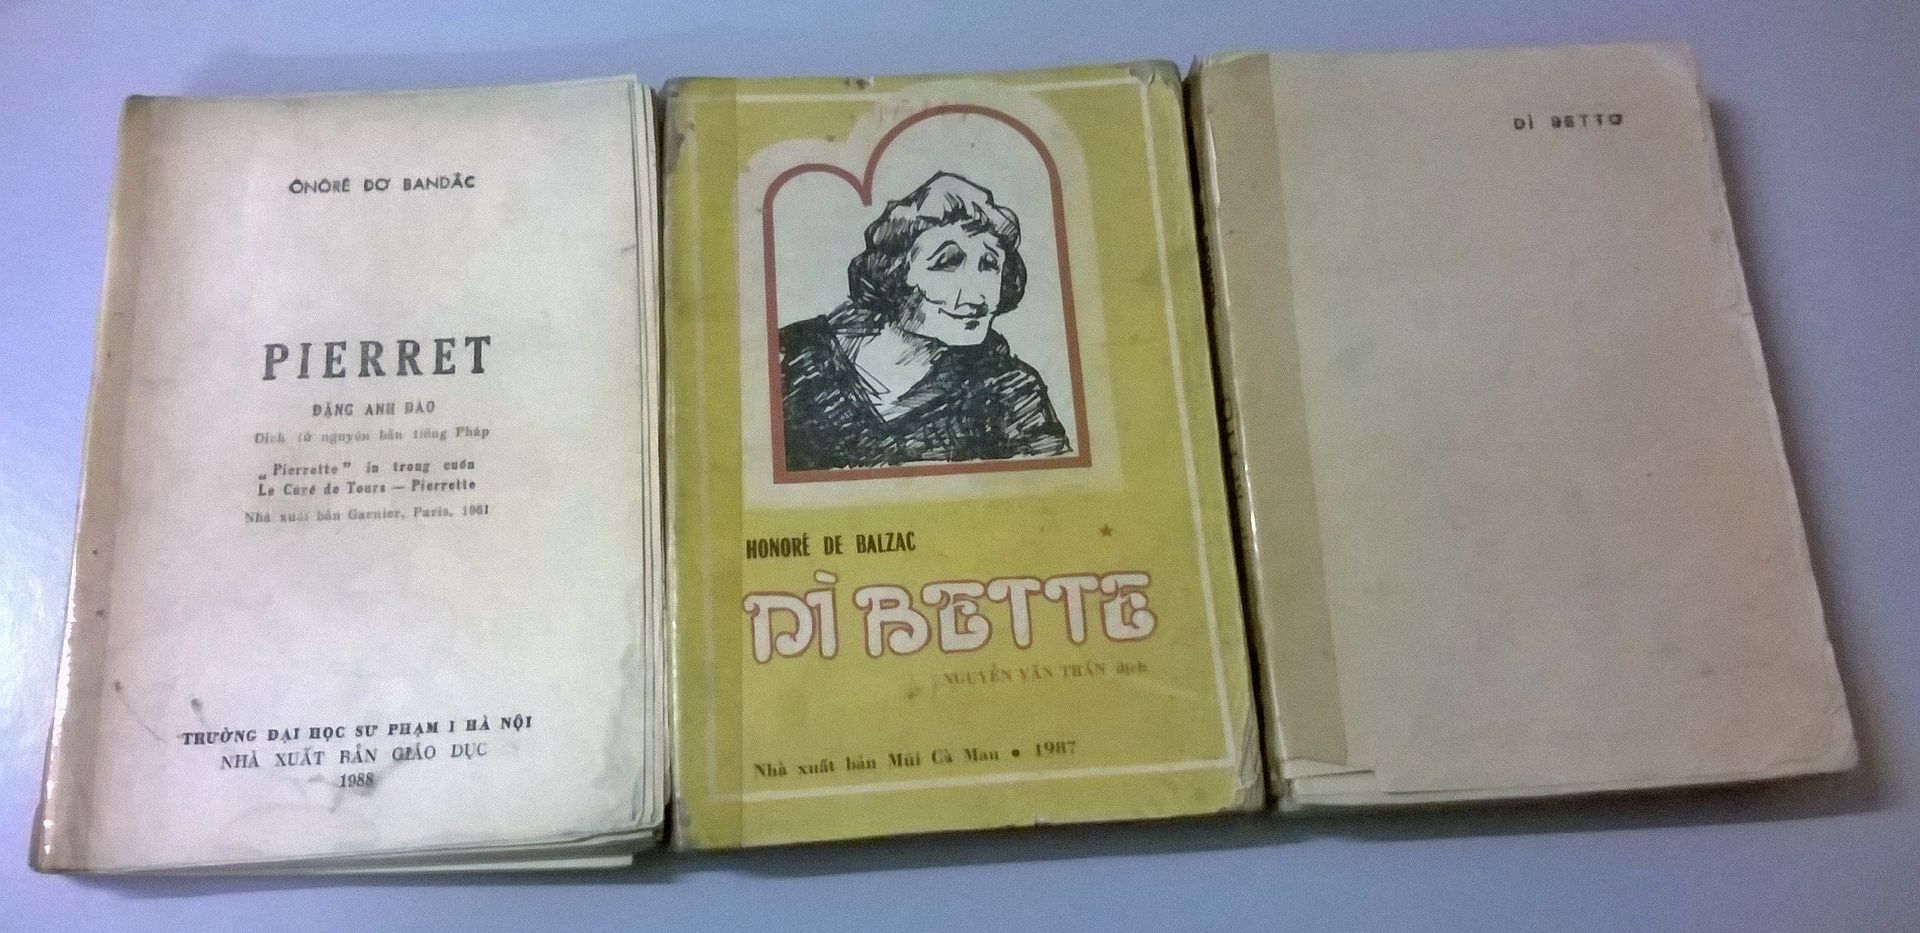 ÔNÔRÊ ĐƠ BANDẮC
PIERRET
ĐẶNG ANH ĐÀO
Dịch từ nguyên bản tiếng Pháp
„Pierrette” in trong cuốn
Le Curé de Tours — Pierrette
Nhà xuất bản Garnier, Paris, 1961
TRƯỜNG ĐẠI HỌC SƯ PHẠM I HÀ NỘI
NHÀ XUẤT BẢN GIÁO DỤC
1988
HONORÉ DE BALZAC
DÌ BETTE
NGUYỄN VĂN THẤN dịch
Nhà xuất bản Mũi Cà Mau • 1987
DÌ BETTƠ